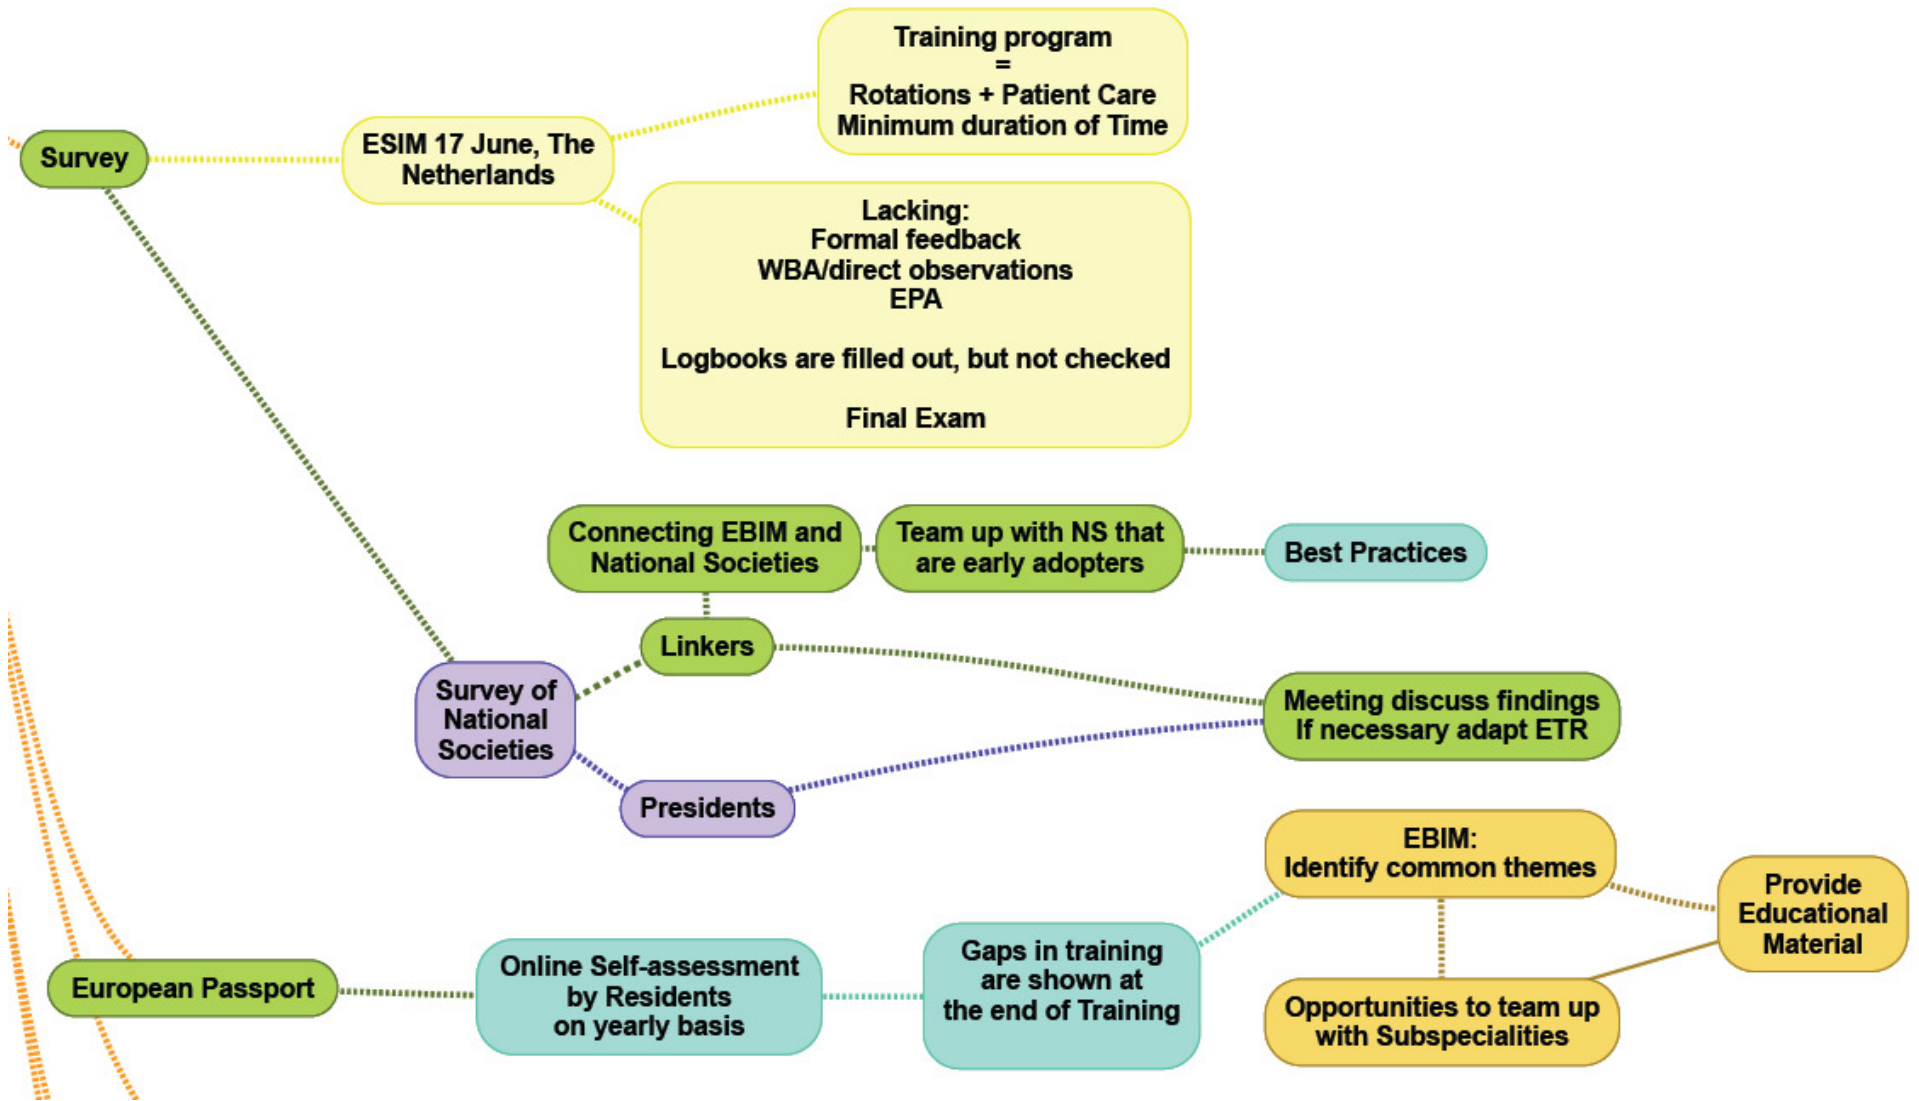 Training program
=
Rotations + Patient Care
Minimum duration of Time
Survey
ESIM 17 June, The
Netherlands
Lacking:
Formal feedback
WBA/direct observations
EPA
Logbooks are filled out, but not checked
Final Exam
Connecting EBIM and
National Societies
Team up with NS that
are early adopters
Best Practices
Linkers
Survey of
National
Societies
Meeting discuss findings
If necessary adapt ETR
Presidents
EBIM:
Identify common themes
Provide
Educational
Material
European Passport
Online Self-assessment
by Residents
on yearly basis
Gaps in training
are shown at
the end of Training
Opportunities to team up
with Subspecialities